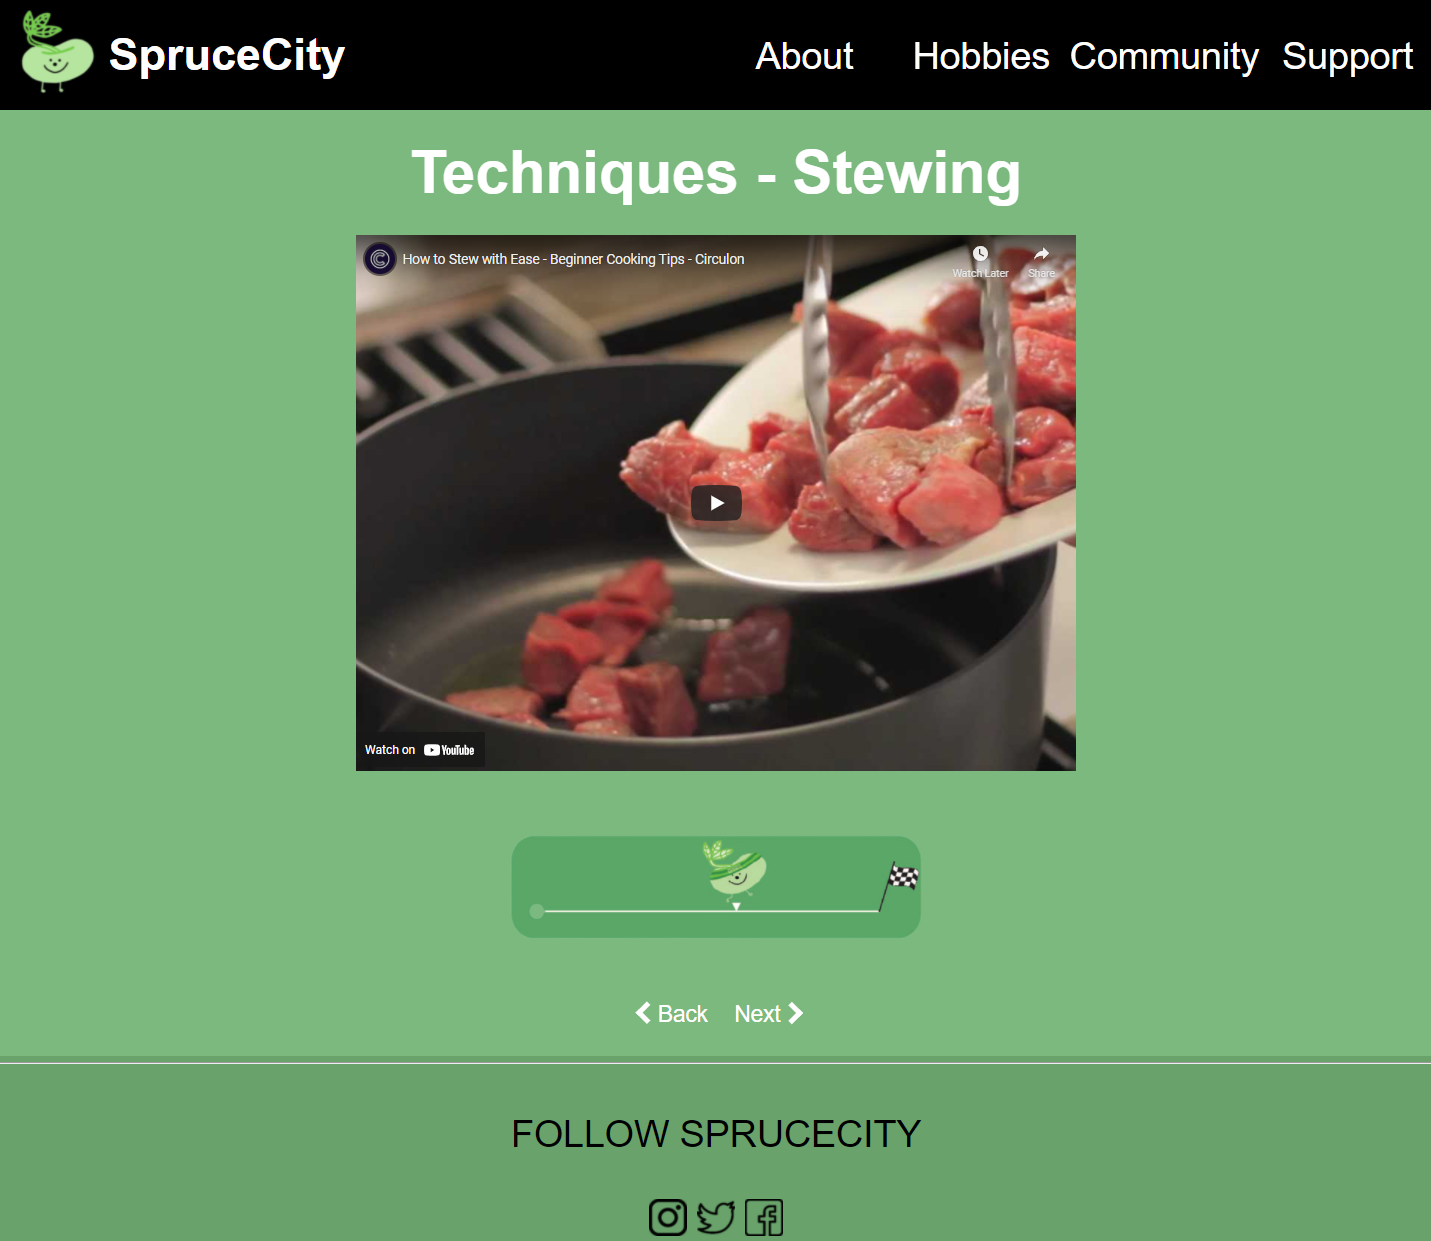 SpruceCity
About Hobbies Community Support
Techniques - Stewing
How to Stew with Ease - Beginner Cooking Tips - Circulon
Watch Later Share
Watch on YouTube
Back Next
FOLLOW SPRUCECITY